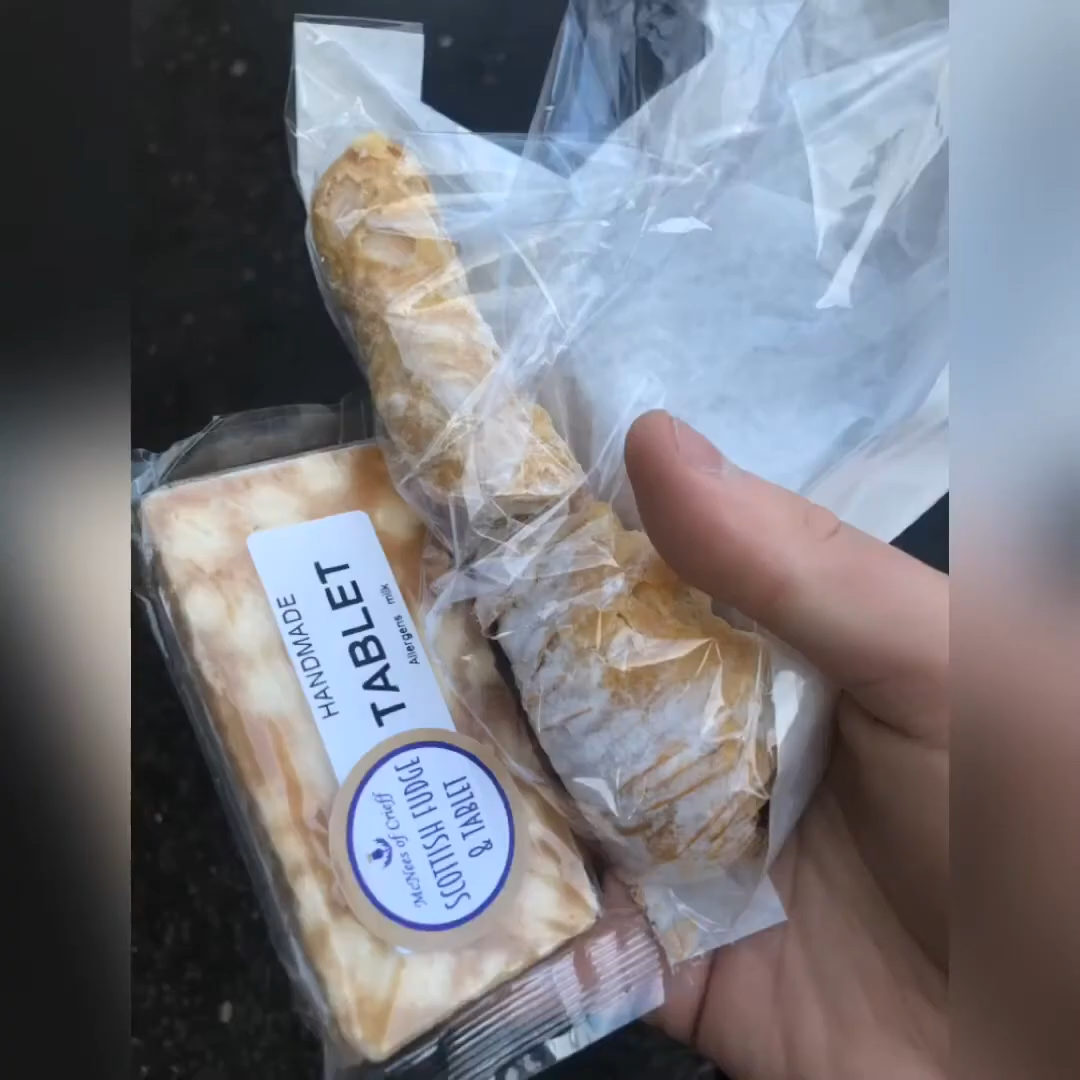 HANDMADE
TABLET
Allergens milk
McNees of Crieff
SCOTTISH FUDGE
& TABLET